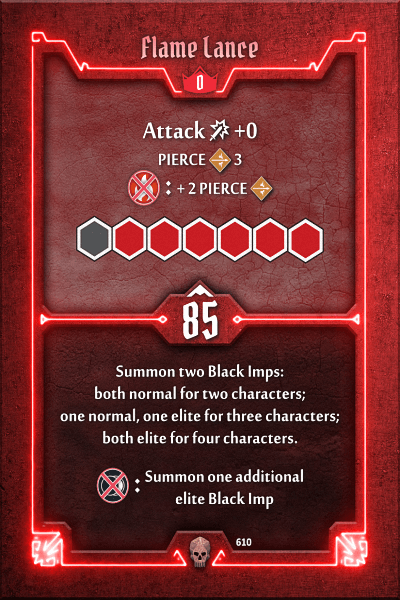 Flame Lance
0
Attack +0
PIERCE 3
: + 2 PIERCE
85
Summon two Black Imps:
both normal for two characters;
one normal, one elite for three characters;
both elite for four characters.
: Summon one additional
elite Black Imp
610